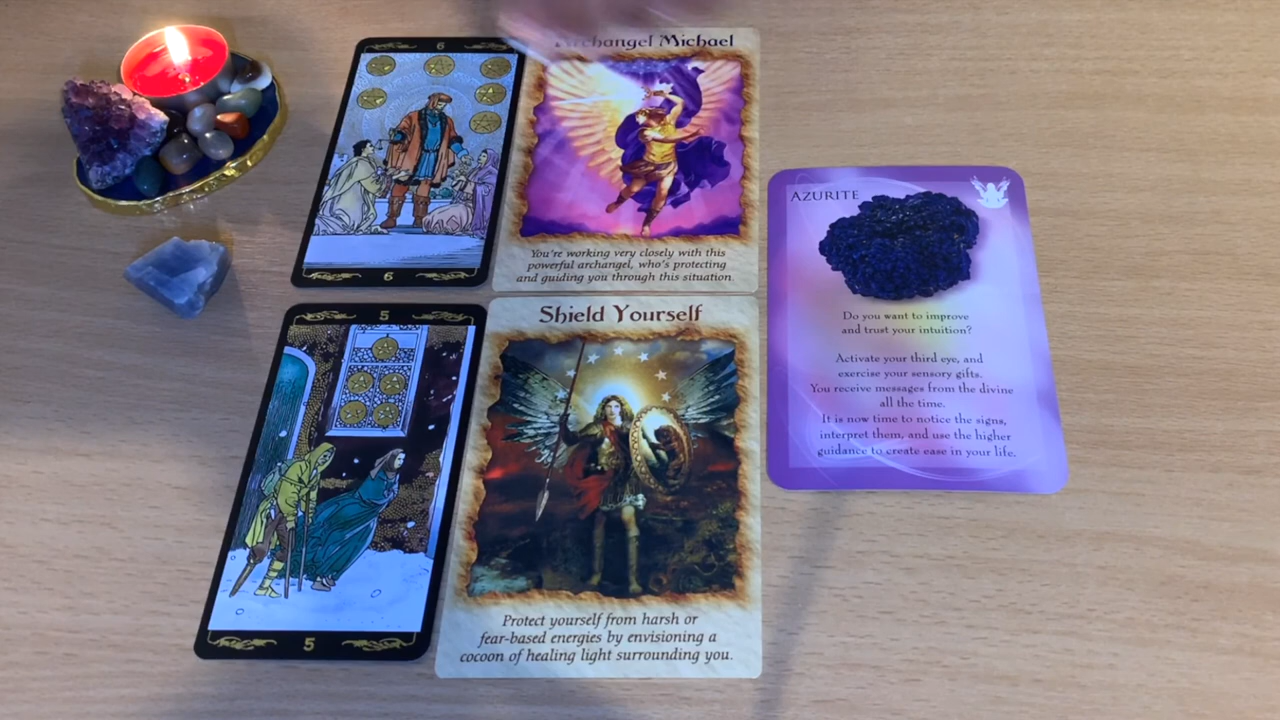 6
6
Archangel Michael
You're working very closely with this
powerful archangel, who's protecting
and guiding you through this situation.
5
5
Shield Yourself
Protect yourself from harsh or
fear-based energies by envisioning a
cocoon of healing light surrounding you.
AZURITE
Do you want to improve
and trust your intuition?
Activate your third eye, and
exercise your sensory gifts.
You receive messages from the divine
all the time.
It is now time to notice the signs,
interpret them, and use the higher
guidance to create ease in your life.